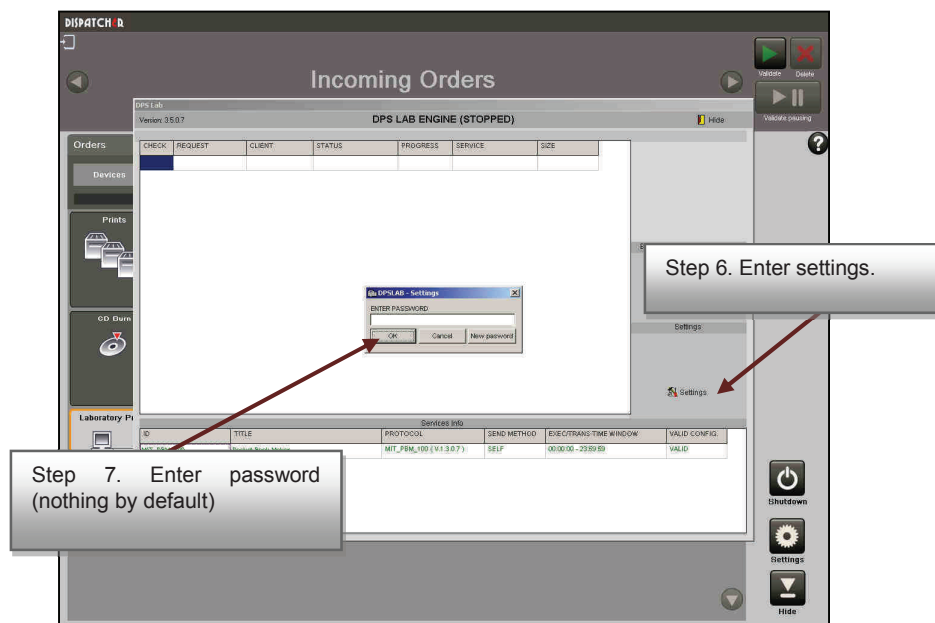 DISPATCHER
Incoming Orders
Validate
Delete
Validate pausing
DPS Lab
Version: 3.5.0.7
DPS LAB ENGINE (STOPPED)
Hide
Orders
CHECK REQUEST CLIENT STATUS PROGRESS SERVICE SIZE
Devices
Prints
Step 6. Enter settings.
DPSLAB - Settings
ENTER PASSWORD
OK Cancel New password
Settings
CD Burn
Settings
Laboratory Pr
Services Info
ID TITLE PROTOCOL SEND METHOD EXEC/TRANS-TIME WINDOW VALID CONFIG.
MIT_PBM_100 (V.1.3.0.7) SELF 00:00:00 - 23:59:59 VALID
Step 7. Enter password
(nothing by default)
Shutdown
Settings
Hide